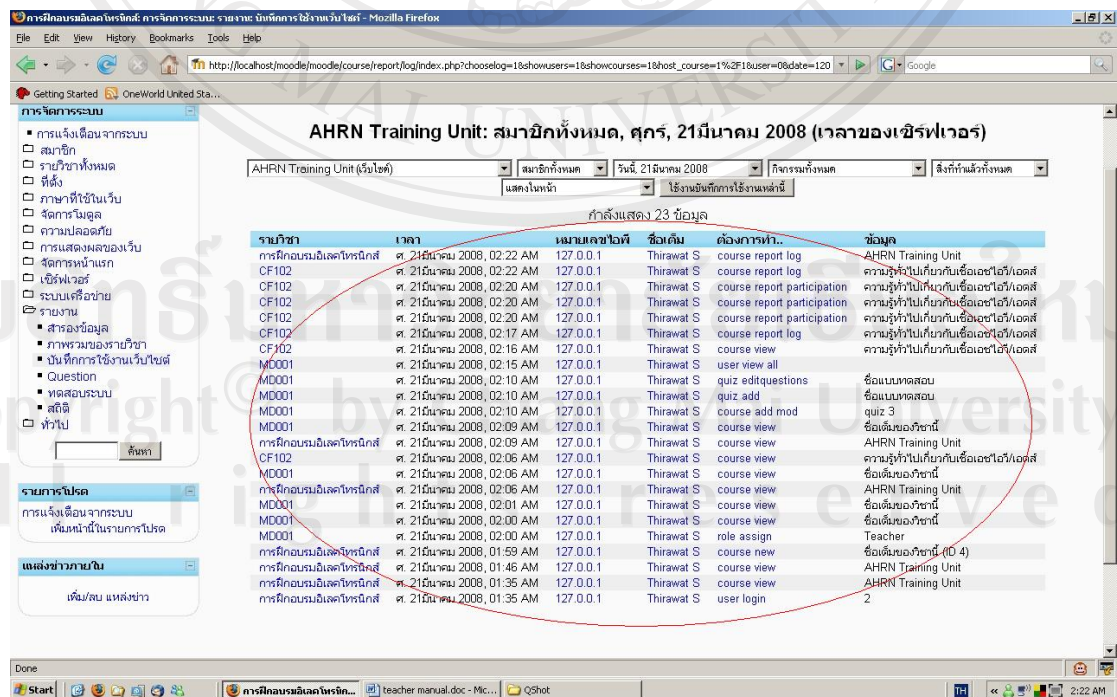 การฝึกอบรมอิเลคโทรนิกส์: การจัดการระบบ: รายงาน: บันทึกการใช้งานเว็บไซต์ - Mozilla Firefox
File Edit View History Bookmarks Tools Help
http://localhost/moodle/moodle/course/report/log/index.php?chooselog=1&showusers=1&showcourses=1&host_course=1%2F1&user=0&date=120 Google
Getting Started OneWorld United Sta...
การจัดการระบบ
การแจ้งเตือนจากระบบ
สมาชิก
รายวิชาทั้งหมด
ที่ตั้ง
ภาษาที่ใช้ในเว็บ
จัดการโมดูล
ความปลอดภัย
การแสดงผลของเว็บ
จัดการหน้าแรก
เซิร์ฟเวอร์
ระบบเครือข่าย
รายงาน
สำรองข้อมูล
ภาพรวมของรายวิชา
บันทึกการใช้งานเว็บไซต์
Question
ทดสอบระบบ
สถิติ
ทั่วไป
ค้นหา
รายการโปรด
การแจ้งเตือนจากระบบ
เพิ่มหน้านี้ในรายการโปรด
แหล่งข่าวภายใน
เพิ่ม/ลบ แหล่งข่าว
AHRN Training Unit: สมาชิกทั้งหมด, ศุกร์, 21มีนาคม 2008 (เวลาของเซิร์ฟเวอร์)
AHRN Training Unit (เว็บไซต์) สมาชิกทั้งหมด วันนี้, 21มีนาคม 2008 กิจกรรมทั้งหมด สิ่งที่ทำแล้วทั้งหมด
แสดงในหน้า ใช้งานบันทึกการใช้งานเหล่านี้
กำลังแสดง 23 ข้อมูล
รายวิชา เวลา หมายเลขไอพี ชื่อเต็ม ต้องการทำ.. ข้อมูล
การฝึกอบรมอิเลคโทรนิกส์ ศ. 21มีนาคม 2008, 02:22 AM 127.0.0.1 Thirawat S course report log AHRN Training Unit
CF102 ศ. 21มีนาคม 2008, 02:22 AM 127.0.0.1 Thirawat S course report log ความรู้ทั่วไปเกี่ยวกับเชื้อเอชไอวี/เอดส์
CF102 ศ. 21มีนาคม 2008, 02:20 AM 127.0.0.1 Thirawat S course report participation ความรู้ทั่วไปเกี่ยวกับเชื้อเอชไอวี/เอดส์
CF102 ศ. 21มีนาคม 2008, 02:20 AM 127.0.0.1 Thirawat S course report participation ความรู้ทั่วไปเกี่ยวกับเชื้อเอชไอวี/เอดส์
CF102 ศ. 21มีนาคม 2008, 02:20 AM 127.0.0.1 Thirawat S course report participation ความรู้ทั่วไปเกี่ยวกับเชื้อเอชไอวี/เอดส์
CF102 ศ. 21มีนาคม 2008, 02:17 AM 127.0.0.1 Thirawat S course report log ความรู้ทั่วไปเกี่ยวกับเชื้อเอชไอวี/เอดส์
CF102 ศ. 21มีนาคม 2008, 02:16 AM 127.0.0.1 Thirawat S course view ความรู้ทั่วไปเกี่ยวกับเชื้อเอชไอวี/เอดส์
MD001 ศ. 21มีนาคม 2008, 02:15 AM 127.0.0.1 Thirawat S user view all
MD001 ศ. 21มีนาคม 2008, 02:10 AM 127.0.0.1 Thirawat S quiz editquestions ชื่อแบบทดสอบ
MD001 ศ. 21มีนาคม 2008, 02:10 AM 127.0.0.1 Thirawat S quiz add ชื่อแบบทดสอบ
MD001 ศ. 21มีนาคม 2008, 02:10 AM 127.0.0.1 Thirawat S course add mod quiz 3
MD001 ศ. 21มีนาคม 2008, 02:09 AM 127.0.0.1 Thirawat S course view ชื่อเต็มของวิชานี้
การฝึกอบรมอิเลคโทรนิกส์ ศ. 21มีนาคม 2008, 02:09 AM 127.0.0.1 Thirawat S course view AHRN Training Unit
CF102 ศ. 21มีนาคม 2008, 02:06 AM 127.0.0.1 Thirawat S course view ความรู้ทั่วไปเกี่ยวกับเชื้อเอชไอวี/เอดส์
MD001 ศ. 21มีนาคม 2008, 02:06 AM 127.0.0.1 Thirawat S course view ชื่อเต็มของวิชานี้
การฝึกอบรมอิเลคโทรนิกส์ ศ. 21มีนาคม 2008, 02:06 AM 127.0.0.1 Thirawat S course view AHRN Training Unit
MD001 ศ. 21มีนาคม 2008, 02:01 AM 127.0.0.1 Thirawat S course view ชื่อเต็มของวิชานี้
MD001 ศ. 21มีนาคม 2008, 02:00 AM 127.0.0.1 Thirawat S course view ชื่อเต็มของวิชานี้
MD001 ศ. 21มีนาคม 2008, 02:00 AM 127.0.0.1 Thirawat S role assign Teacher
การฝึกอบรมอิเลคโทรนิกส์ ศ. 21มีนาคม 2008, 01:59 AM 127.0.0.1 Thirawat S course new ชื่อเต็มของวิชานี้ (ID 4)
การฝึกอบรมอิเลคโทรนิกส์ ศ. 21มีนาคม 2008, 01:46 AM 127.0.0.1 Thirawat S course view AHRN Training Unit
การฝึกอบรมอิเลคโทรนิกส์ ศ. 21มีนาคม 2008, 01:35 AM 127.0.0.1 Thirawat S course view AHRN Training Unit
การฝึกอบรมอิเลคโทรนิกส์ ศ. 21มีนาคม 2008, 01:35 AM 127.0.0.1 Thirawat S user login 2
Done
Start การฝึกอบรมอิเลคโทรนิก... teacher manual.doc - Mic... QShot TH 2:22 AM